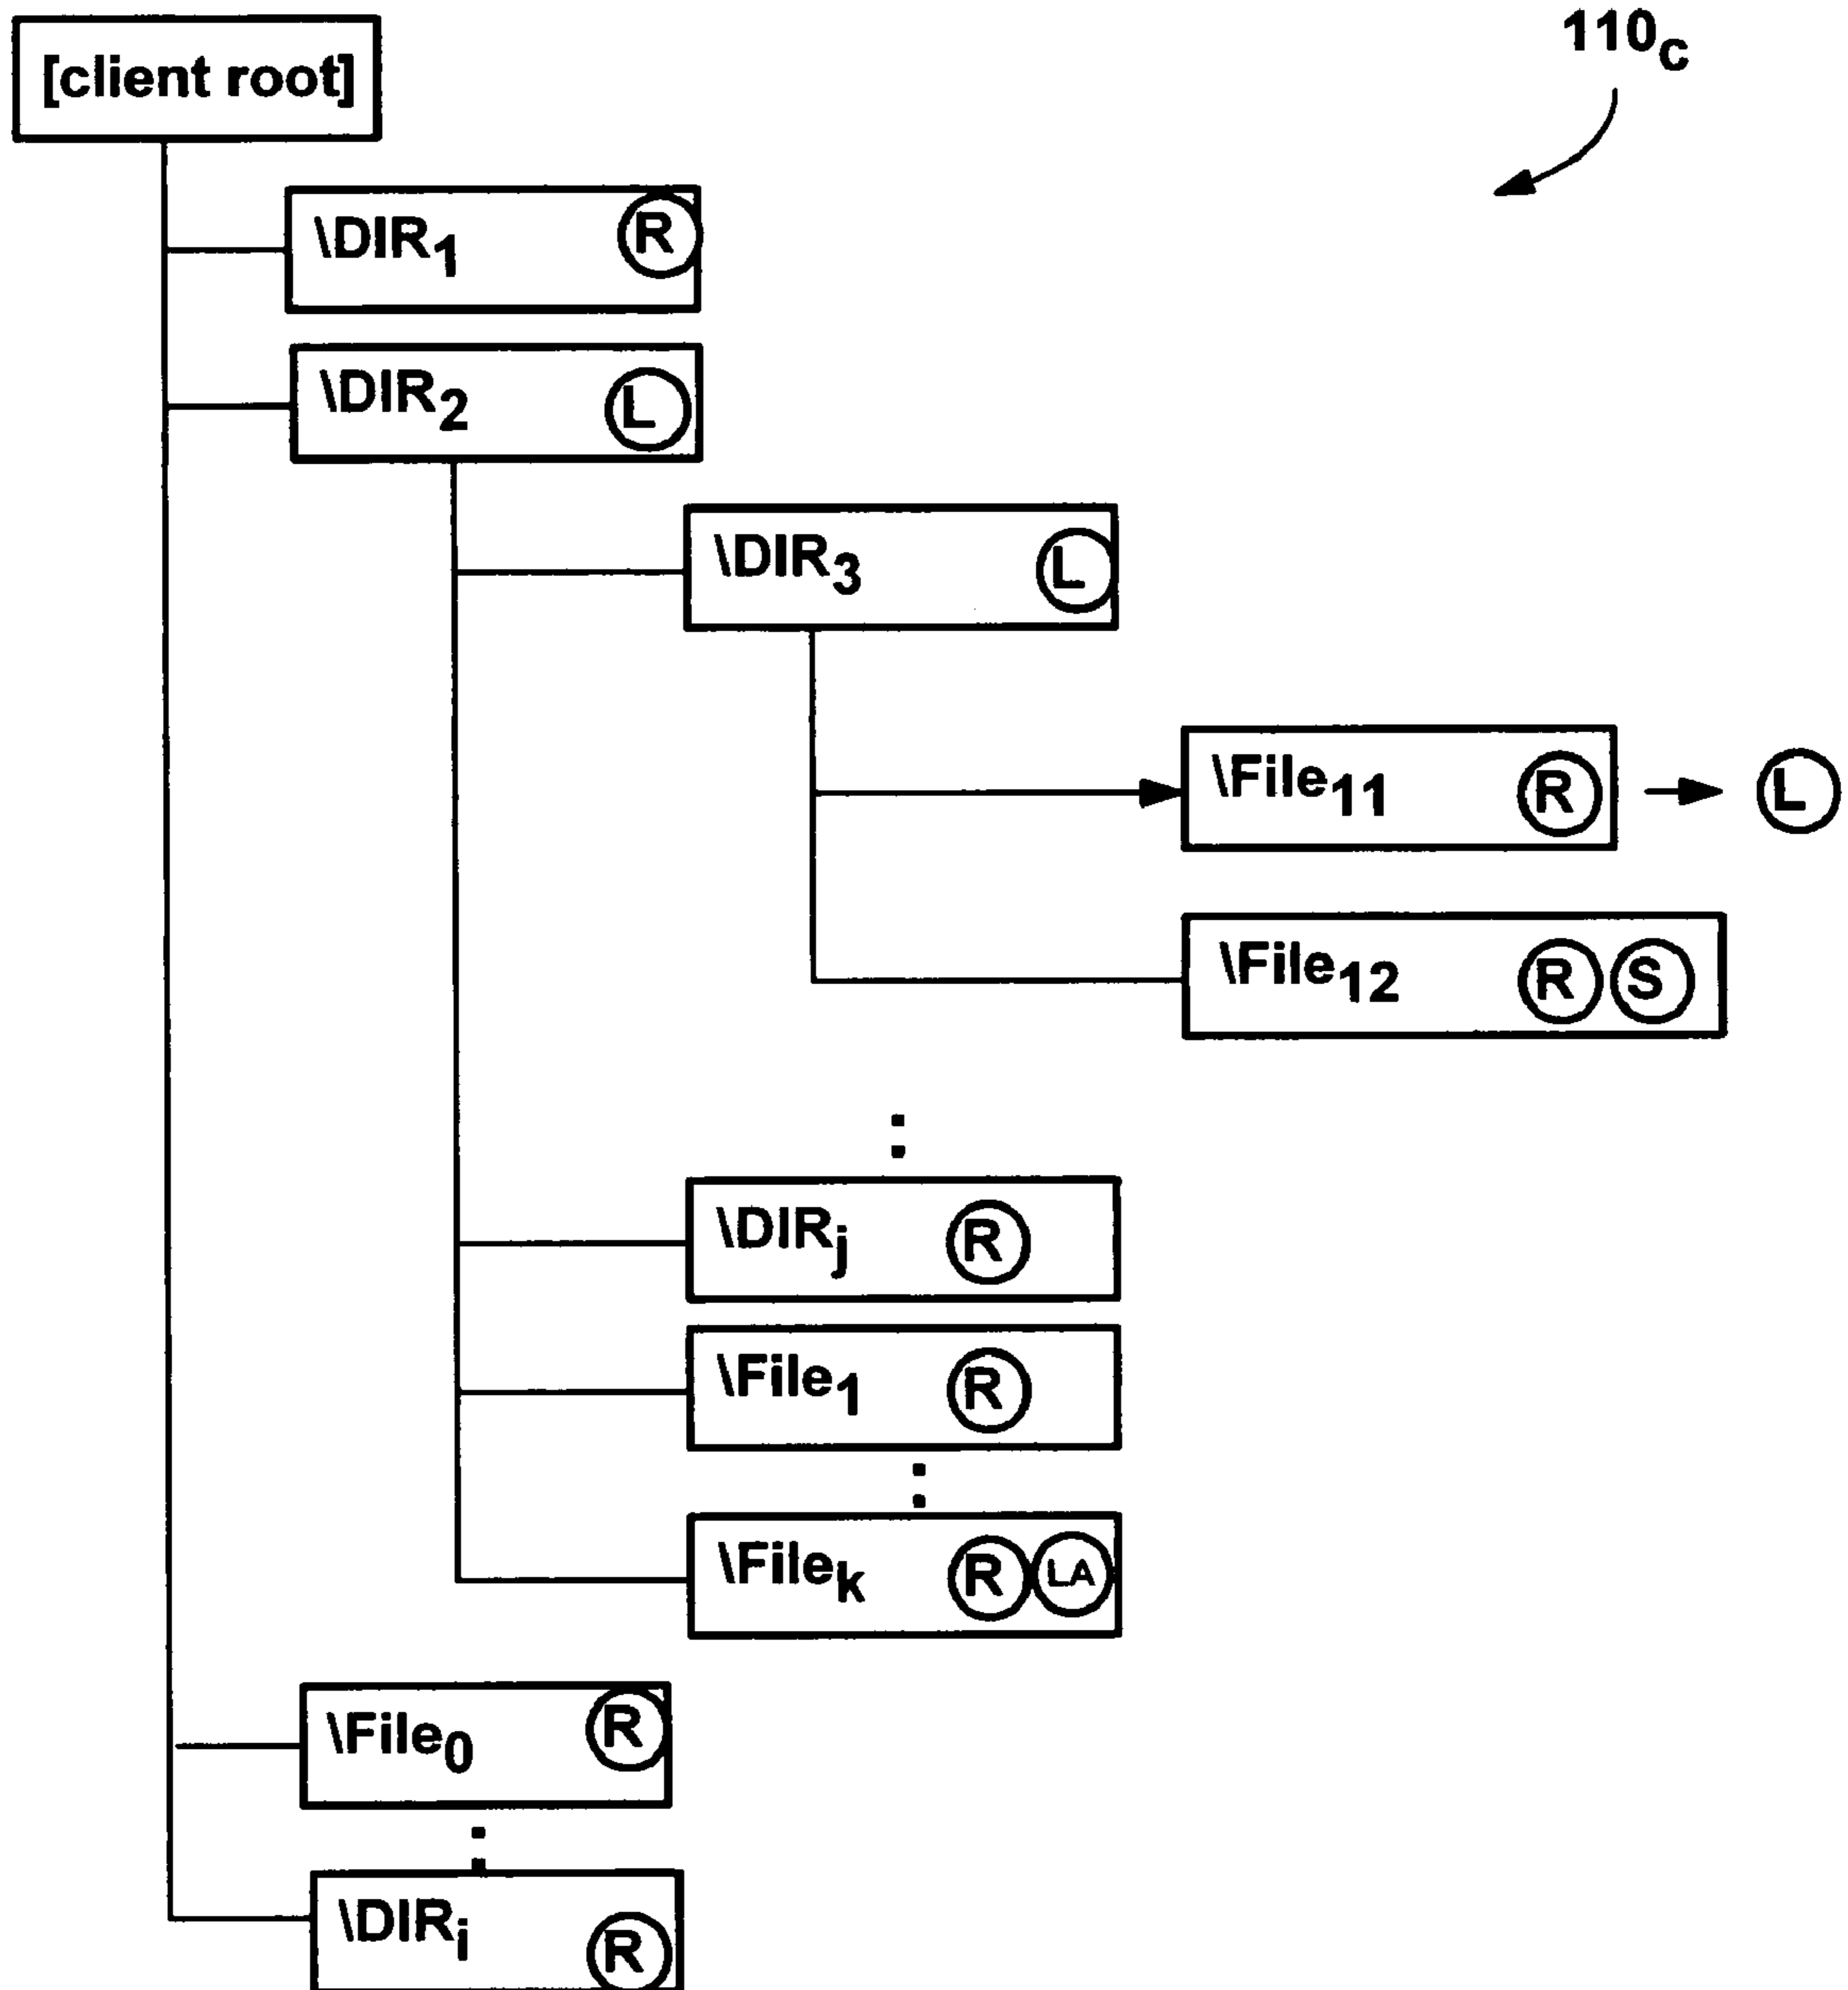 [client root]
110c
\DIR1 R
\DIR2 L
\DIR3 L
\File11 R L
\File12 R S
:
\DIRj R
\File1 R
:
\Filek R LA
\File0 R
:
\DIRi R